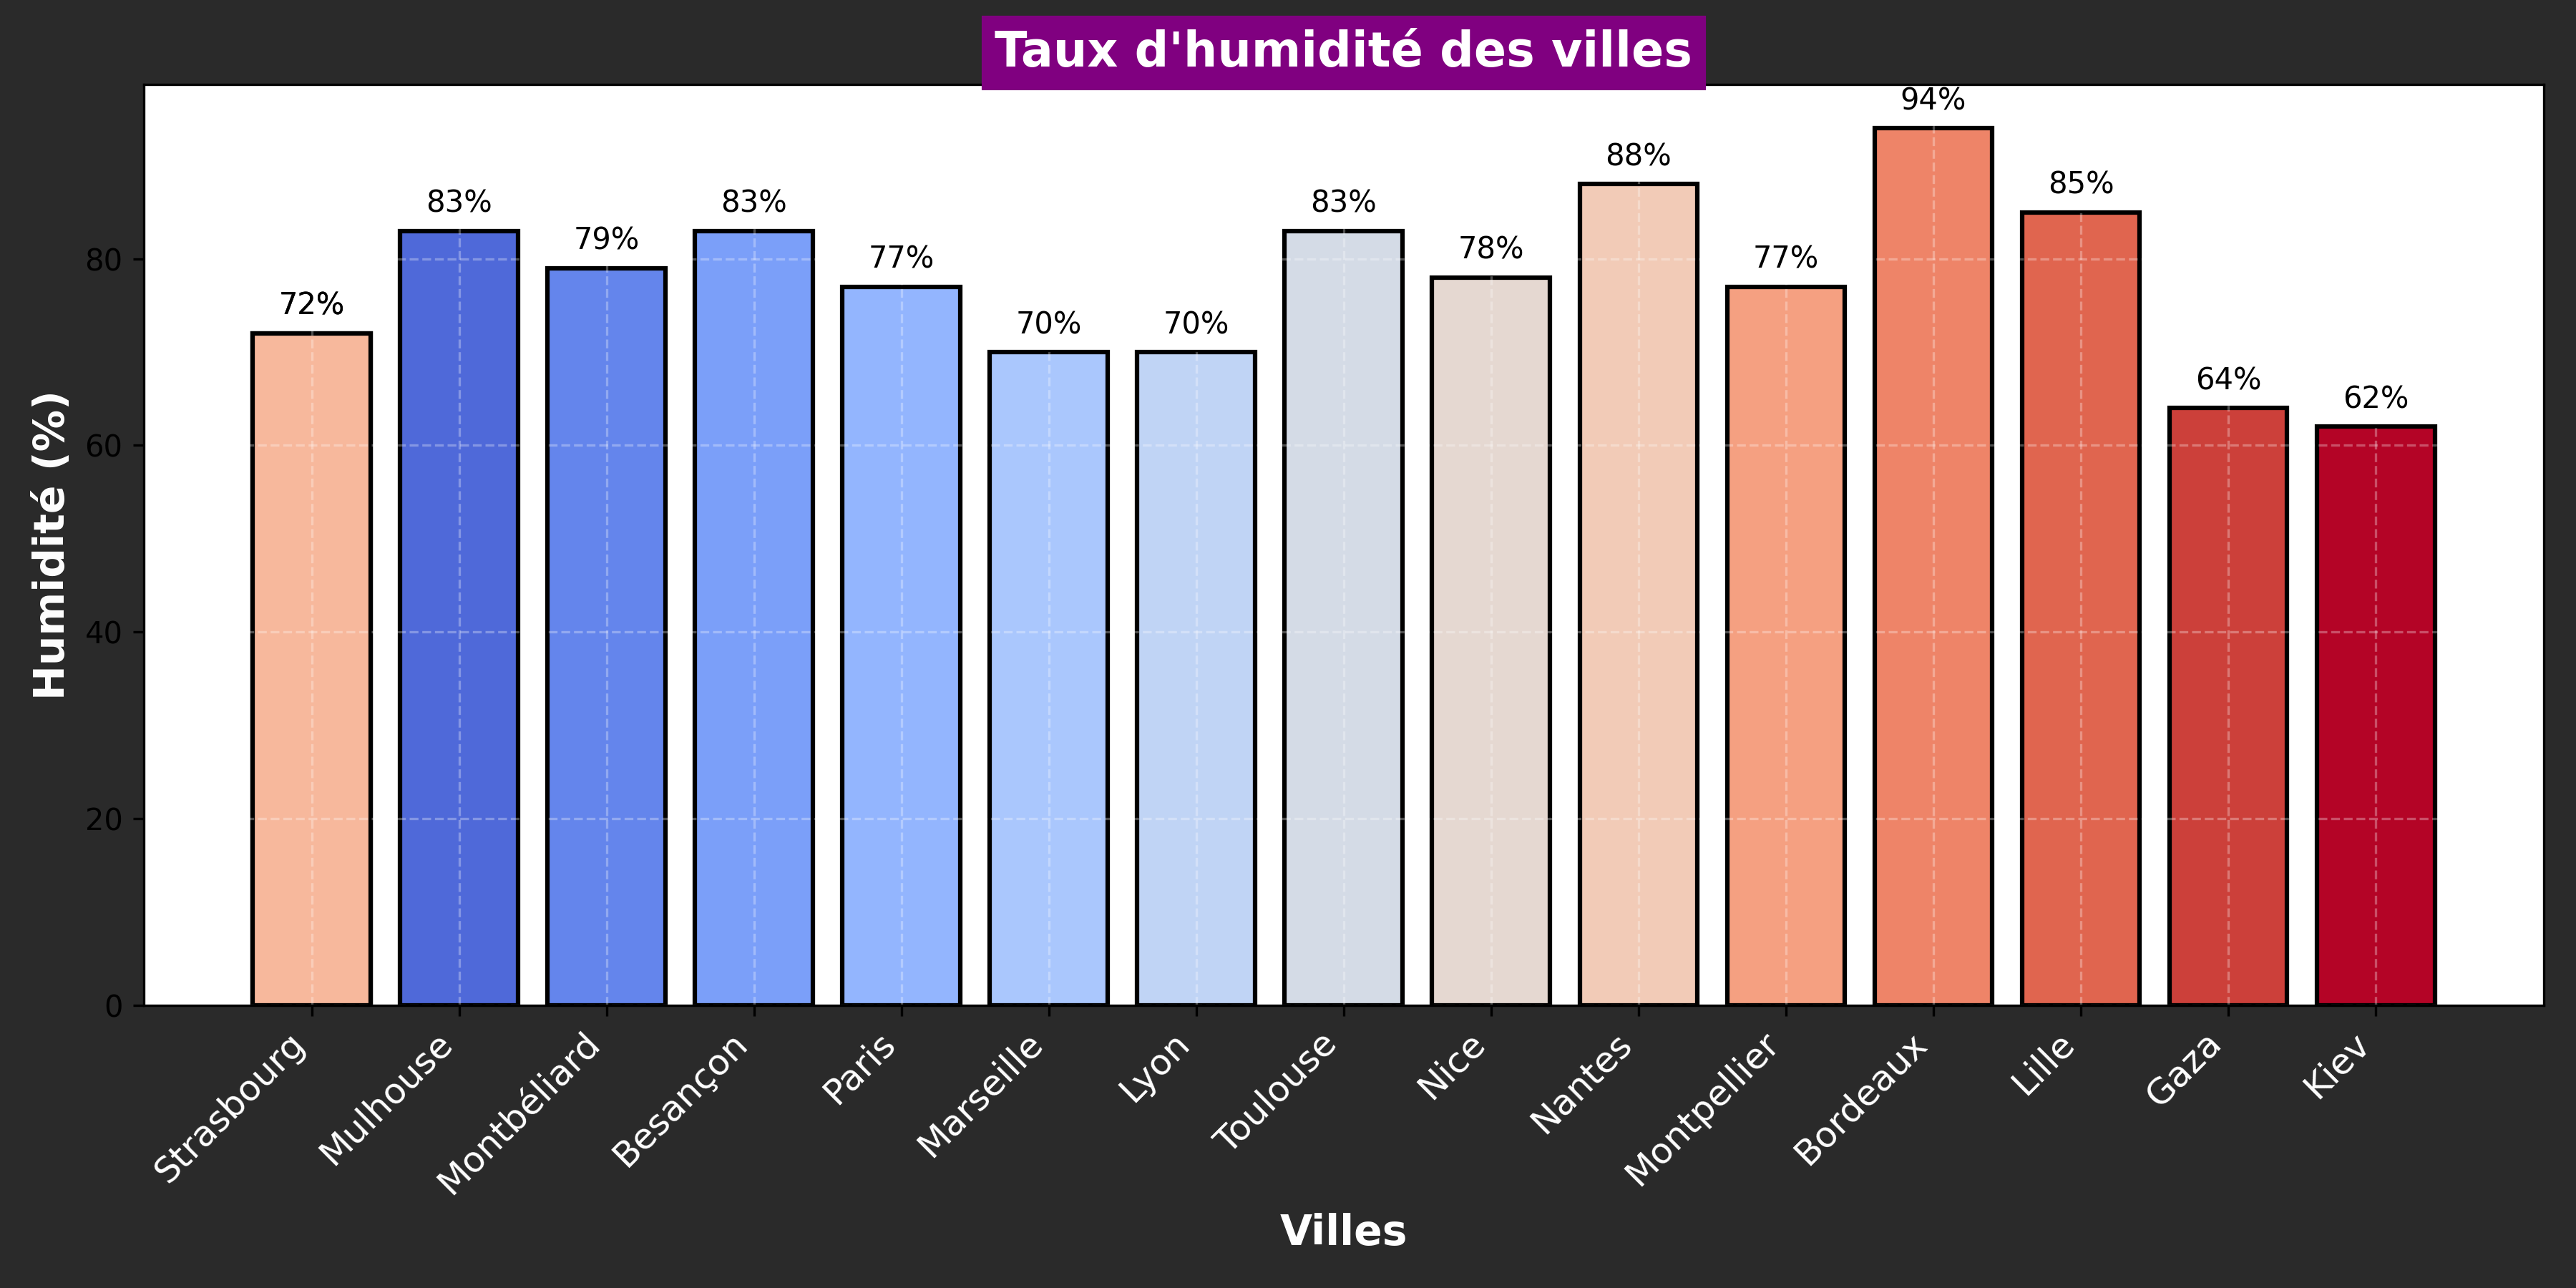 Taux d'humidité des villes
Humidité (%)
80
60
40
20
0
72%
83%
79%
83%
77%
70%
70%
83%
78%
88%
77%
94%
85%
64%
62%
Strasbourg
Mulhouse
Montbéliard
Besançon
Paris
Marseille
Lyon
Toulouse
Nice
Nantes
Montpellier
Bordeaux
Lille
Gaza
Kiev
Villes